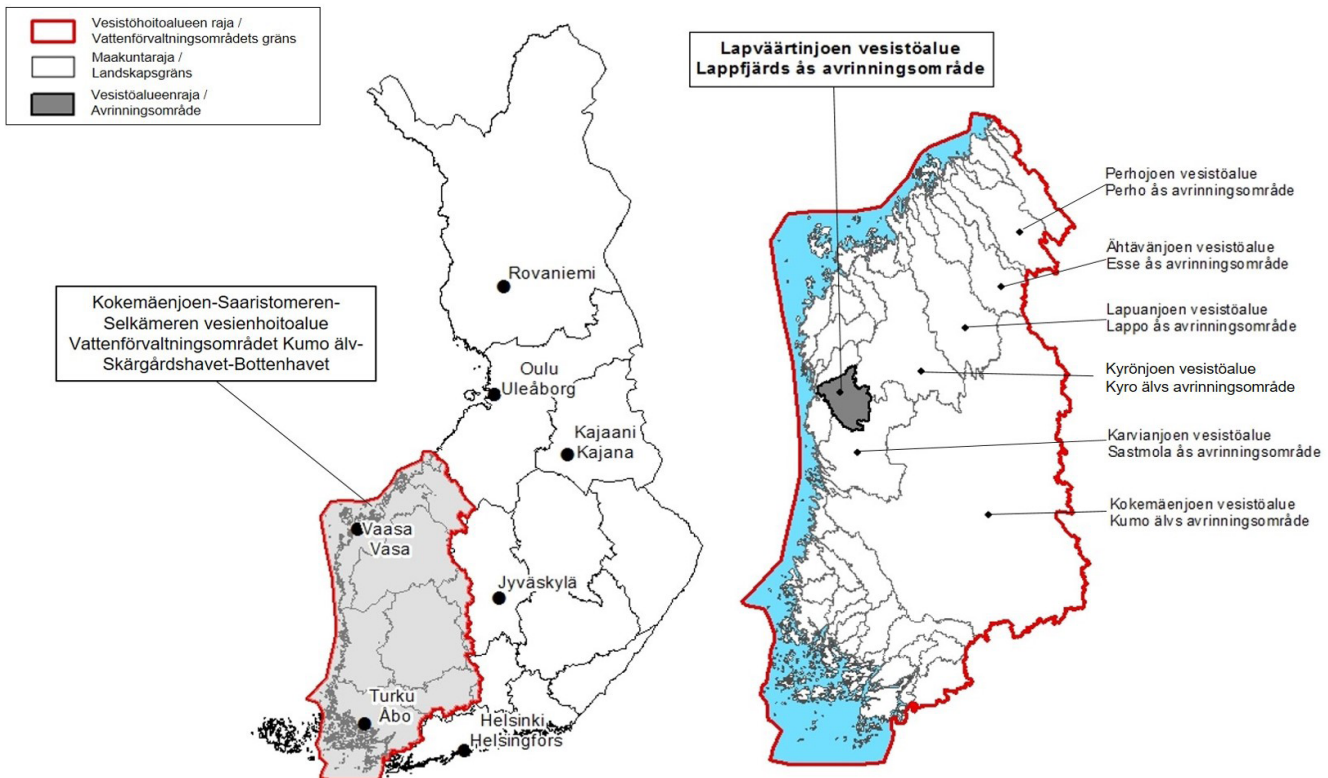 Vesistöhoitoalueen raja /
Vattenförvaltningsområdets gräns
Maakuntaraja /
Landskapsgräns
Vesistöalueenraja /
Avrinningsområde
Kokemäenjoen-Saaristomeren-
Selkämeren vesienhoitoalue
Vattenförvaltningsområdet Kumo älv-
Skärgårdshavet-Bottenhavet
Rovaniemi
Oulu
Uleåborg
Kajaani
Kajana
Vaasa
Vasa
Jyväskylä
Turku
Åbo
Helsinki
Helsingfors
Lapväärtinjoen vesistöalue
Lappfjärds ås avrinningsområde
Perhojoen vesistöalue
Perho ås avrinningsområde
Ähtävänjoen vesistöalue
Esse ås avrinningsområde
Lapuanjoen vesistöalue
Lappo ås avrinningsområde
Kyrönjoen vesistöalue
Kyro älvs avrinningsområde
Karvianjoen vesistöalue
Sastmola ås avrinningsområde
Kokemäenjoen vesistöalue
Kumo älvs avrinningsområde